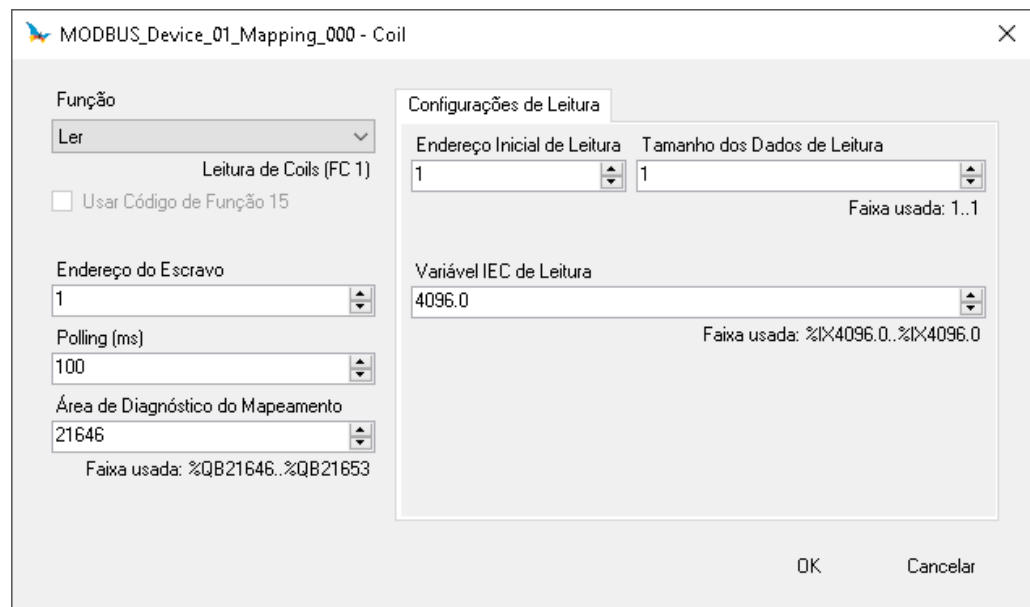 MODBUS_Device_01_Mapping_000 - Coil
Função
Ler
Leitura de Coils (FC 1)
Usar Código de Função 15
Endereço do Escravo
1
Polling (ms)
100
Área de Diagnóstico do Mapeamento
21646
Faixa usada: %QB21646..%QB21653
Configurações de Leitura
Endereço Inicial de Leitura Tamanho dos Dados de Leitura
1 1
Faixa usada: 1..1
Variável IEC de Leitura
4096.0
Faixa usada: %IX4096.0..%IX4096.0
OK Cancelar